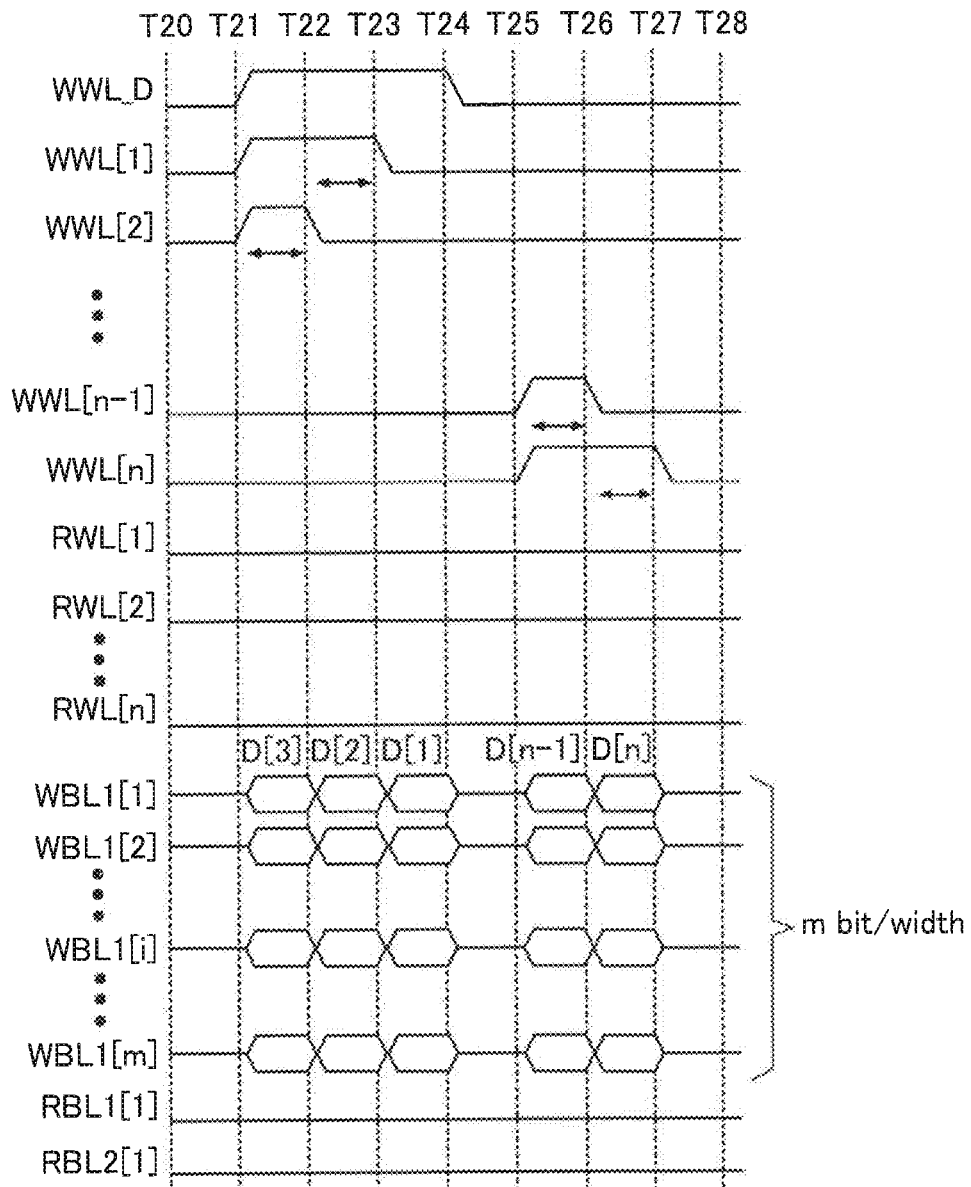 T20 T21 T22 T23 T24 T25 T26 T27 T28
WWL_D
WWL[1]
WWL[2]
WWL[n-1]
WWL[n]
RWL[1]
RWL[2]
RWL[n]
D[3] D[2] D[1] D[n-1] D[n]
WBL1[1]
WBL1[2]
WBL1[i]
m bit/width
WBL1[m]
RBL1[1]
RBL2[1]